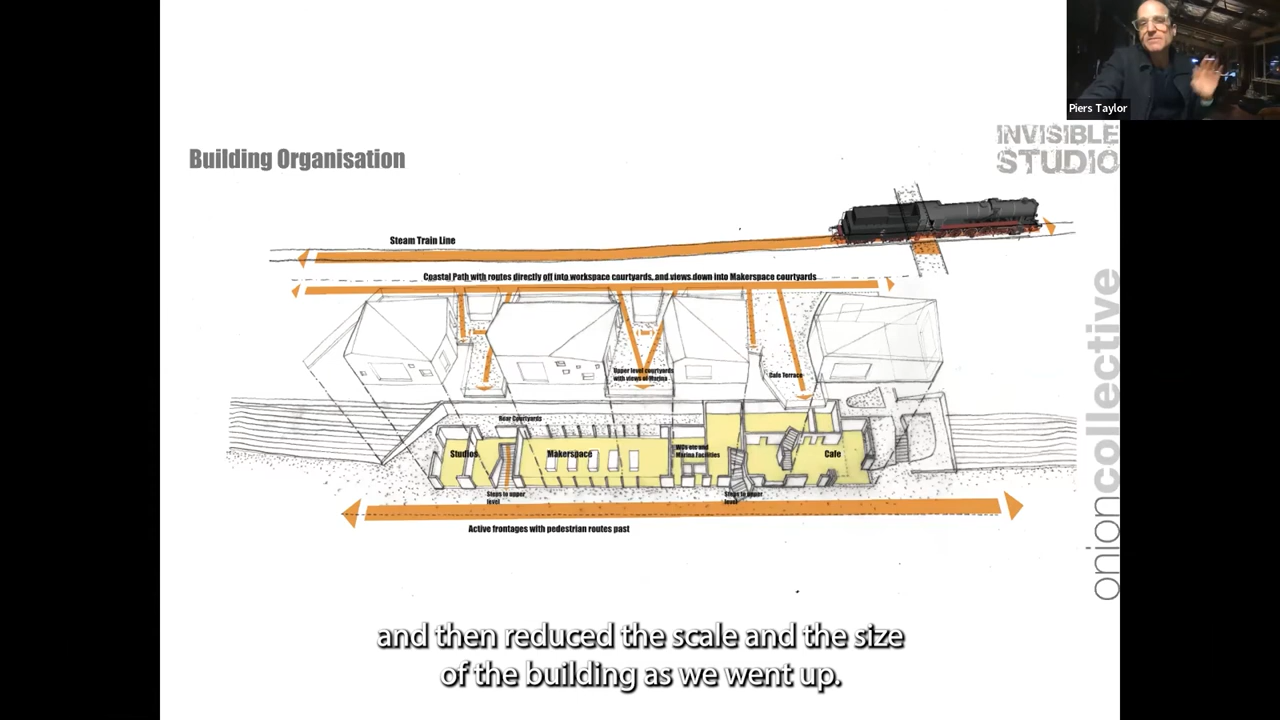 Piers Taylor
INVISIBLE
STUDIO
Building Organisation
Steam Train Line
Coastal Path with routes directly off into workspace courtyards, and views down into Makerspace courtyards
Upper level courtyards
with views of Marina
Cafe Terrace
Rear Courtyards
Studios
Makerspace
WCs etc and
Marina Facilities
Cafe
Steps to upper
level
Steps to upper
level
Active frontages with pedestrian routes past
onioncollective
and then reduced the scale and the size
of the building as we went up.